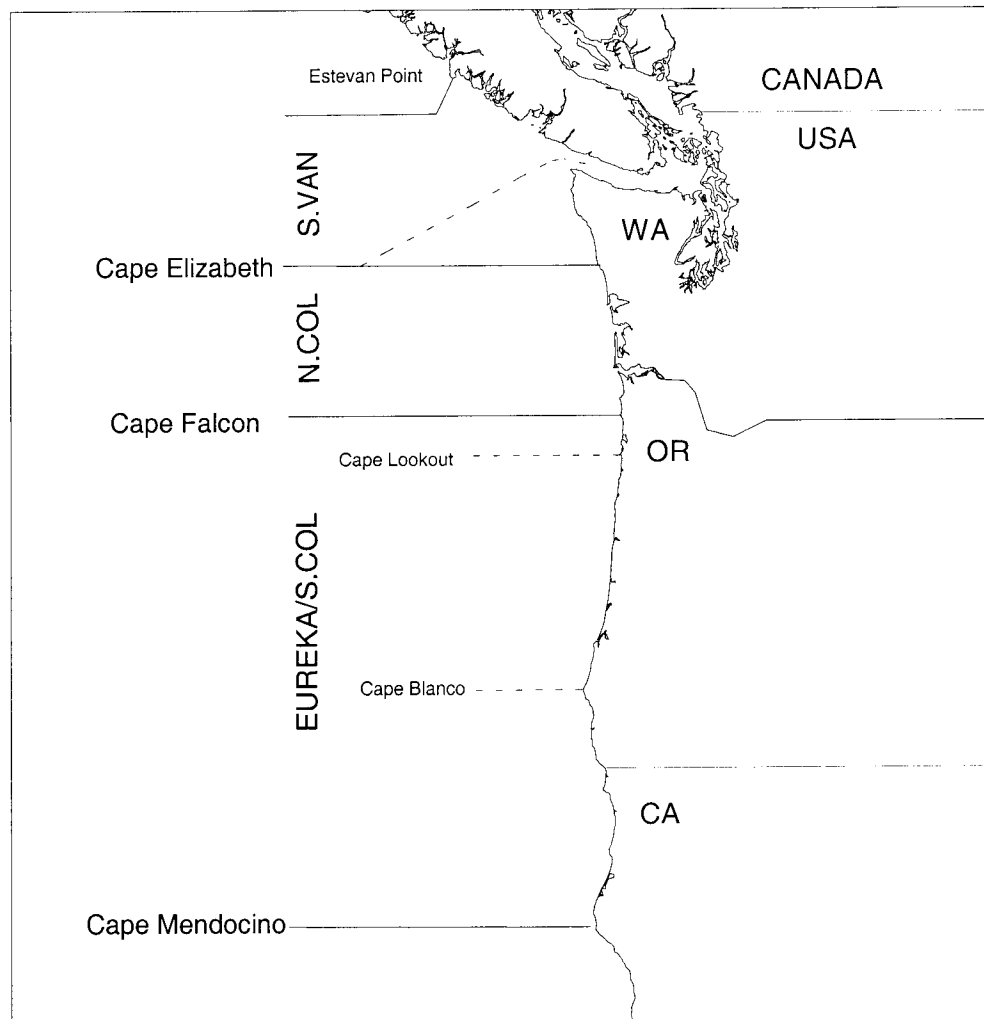 Estevan Point
CANADA
USA
S.VAN
WA
Cape Elizabeth
N.COL
Cape Falcon
OR
Cape Lookout
EUREKA/S.COL
Cape Blanco
CA
Cape Mendocino